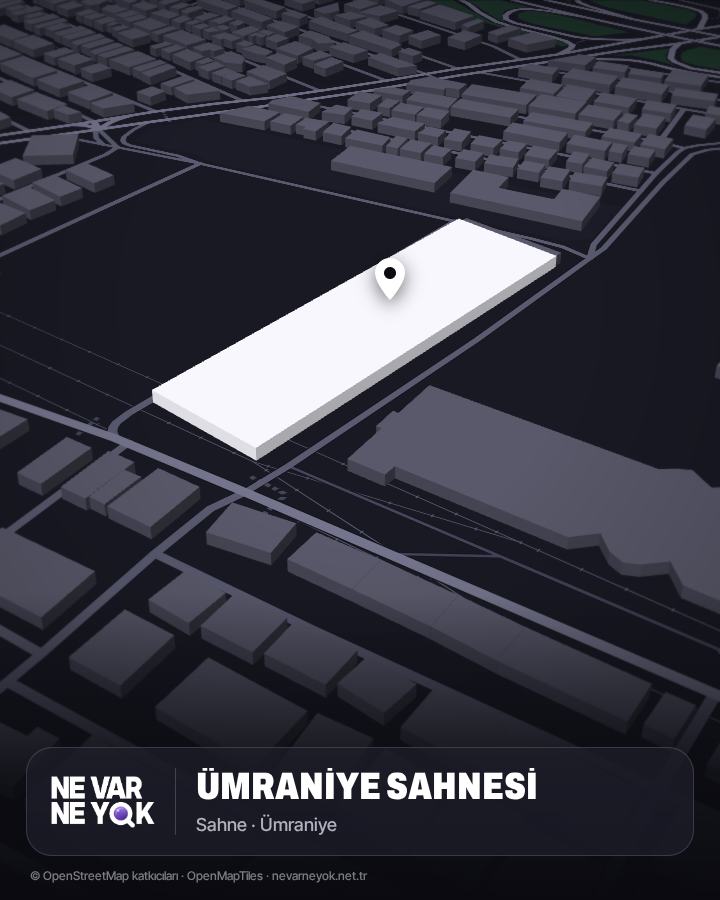 NE VAR
NE YOK
ÜMRANİYE SAHNESİ
Sahne · Ümraniye
© OpenStreetMap katkıcıları · OpenMapTiles · nevarneyok.net.tr